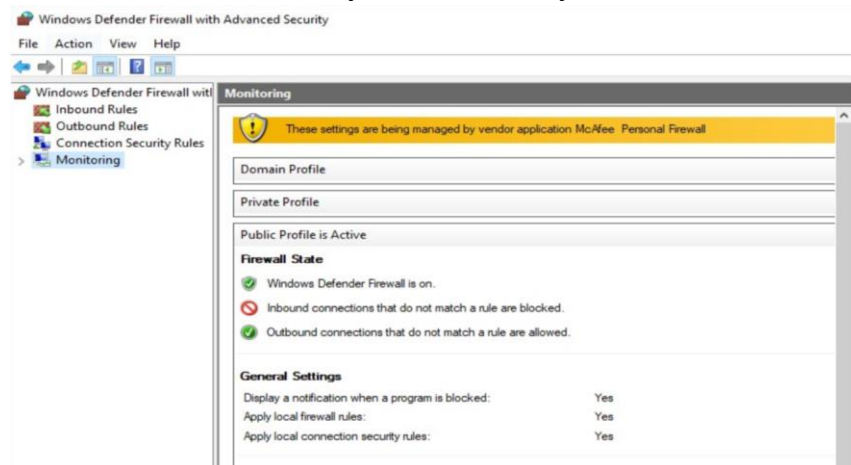 Windows Defender Firewall with Advanced Security
File Action View Help
Windows Defender Firewall witl
Inbound Rules
Outbound Rules
Connection Security Rules
Monitoring
Monitoring
These settings are being managed by vendor application McAfee Personal Firewall
Domain Profile
Private Profile
Public Profile is Active
Firewall State
Windows Defender Firewall is on.
Inbound connections that do not match a rule are blocked.
Outbound connections that do not match a rule are allowed.
General Settings
Display a notification when a program is blocked: Yes
Apply local firewall rules: Yes
Apply local connection security rules: Yes